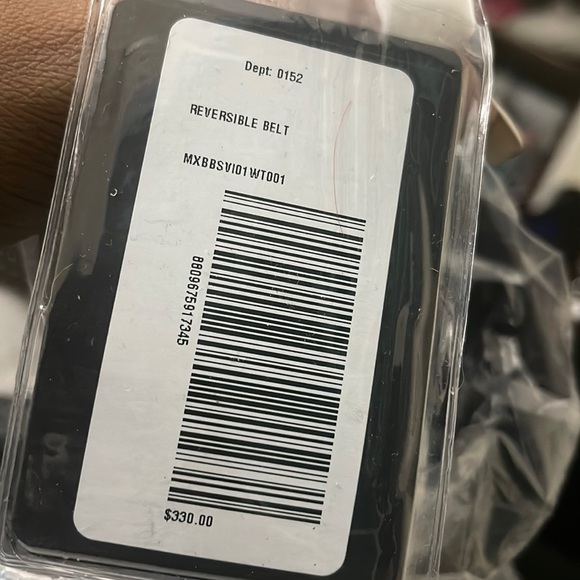 Dept: 0152
REVERSIBLE BELT
MXBBSVI01WT001
8809675917345
$330.00